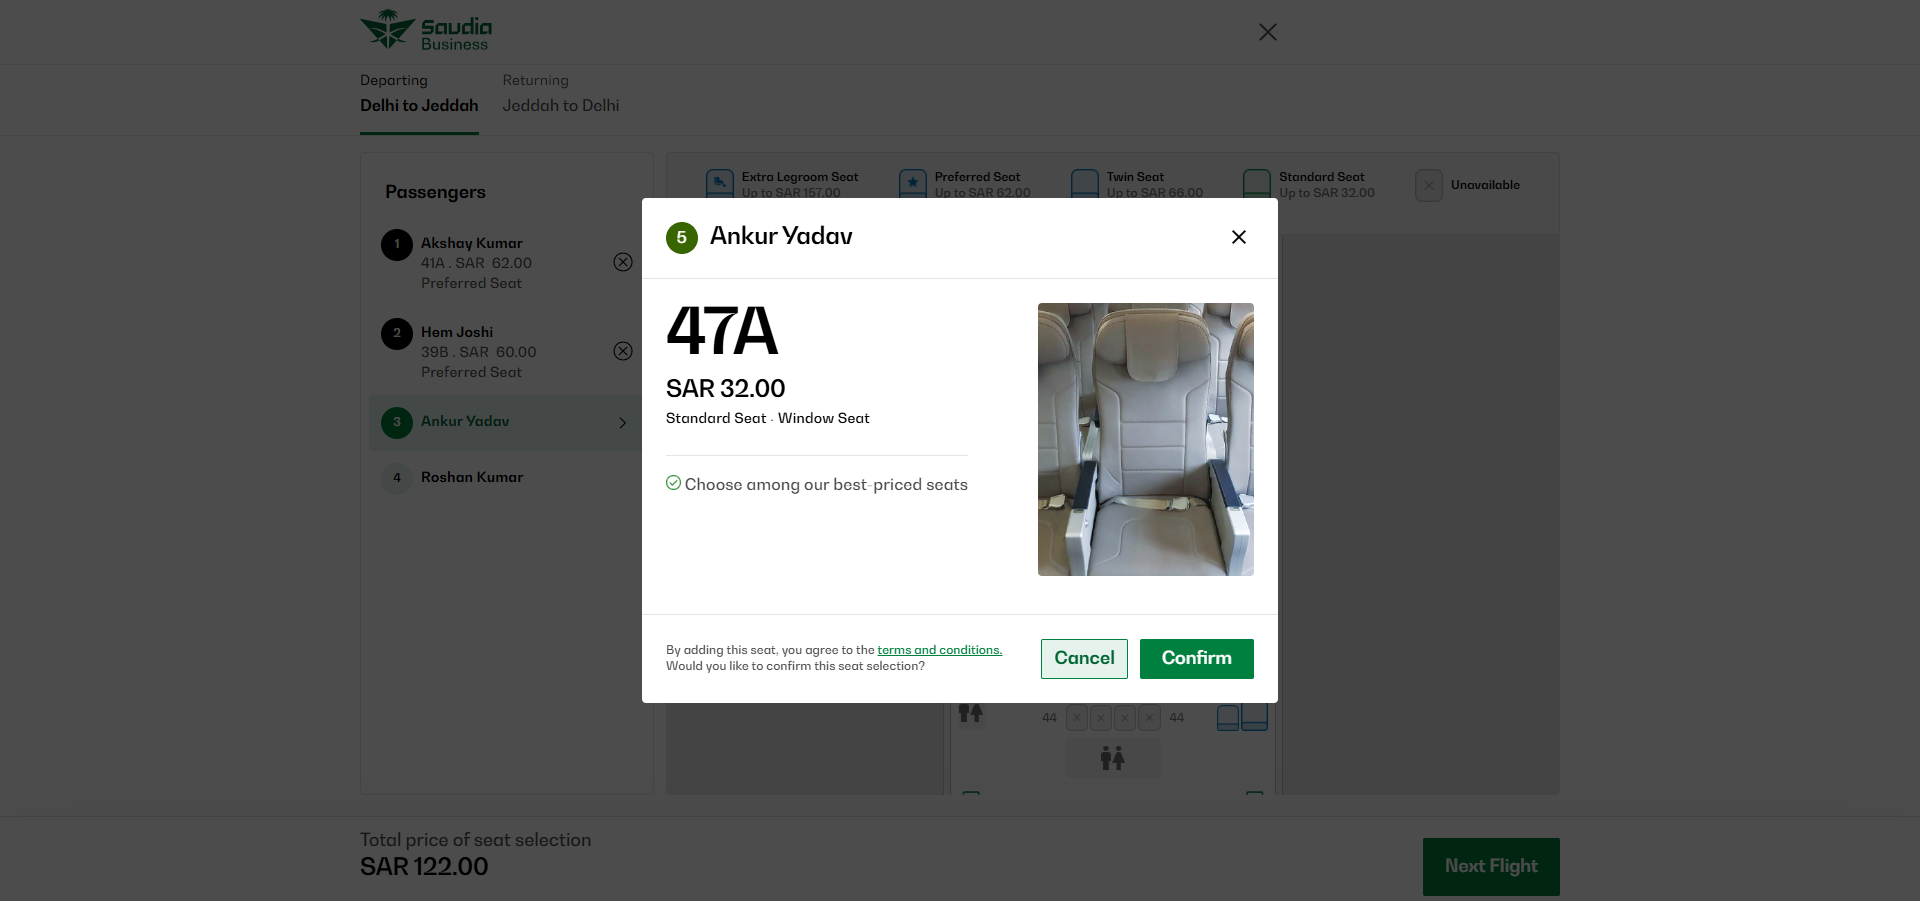 Saudia
Business
Departing
Delhi to Jeddah
Returning
Jeddah to Delhi
Passengers
1
Akshay Kumar
41A . SAR 62.00
Preferred Seat
2
Hem Joshi
39B . SAR 60.00
Preferred Seat
3
Ankur Yadav
4
Roshan Kumar
Extra Legroom Seat
Up to SAR 157.00
Preferred Seat
Up to SAR 62.00
Twin Seat
Up to SAR 66.00
Standard Seat
Up to SAR 32.00
Unavailable
5
Ankur Yadav
47A
SAR 32.00
Standard Seat · Window Seat
Choose among our best-priced seats
By adding this seat, you agree to the terms and conditions.
Would you like to confirm this seat selection?
Cancel
Confirm
44
44
Total price of seat selection
SAR 122.00
Next Flight